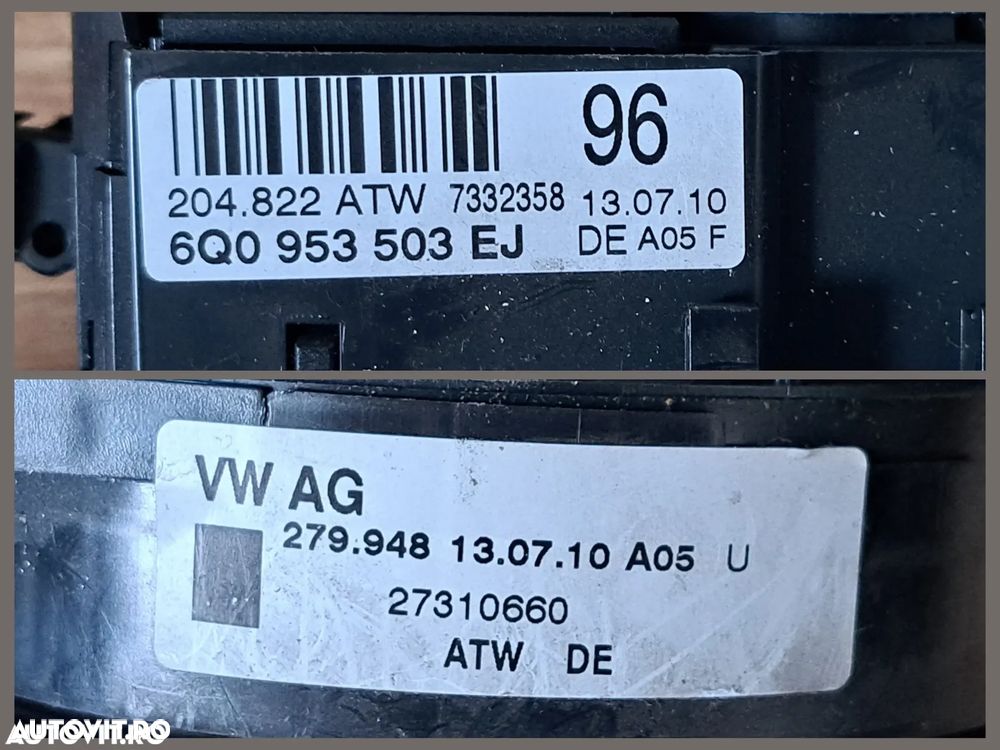 96
204.822 ATW 7332358 13.07.10
6Q0 953 503 EJ DE A05 F
VW AG
279.948 13.07.10 A05 U
27310660
ATW DE
AUTOVIT.RO